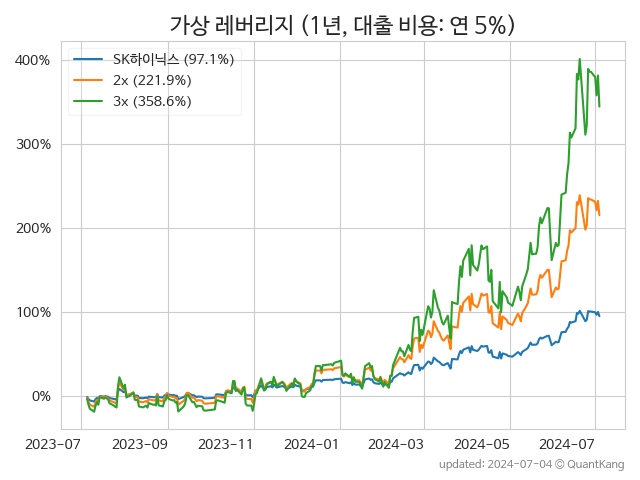 가상 레버리지 (1년, 대출 비용: 연 5%)
SK하이닉스 (97.1%)
2x (221.9%)
3x (358.6%)
400%
300%
200%
100%
0%
2023-07 2023-09 2023-11 2024-01 2024-03 2024-05 2024-07
updated: 2024-07-04 © QuantKang